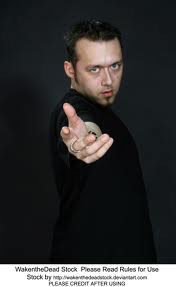 WakentheDead Stock Please Read Rules for Use
Stock by http://wakenthedeadstock.deviantart.com
PLEASE CREDIT AFTER USING